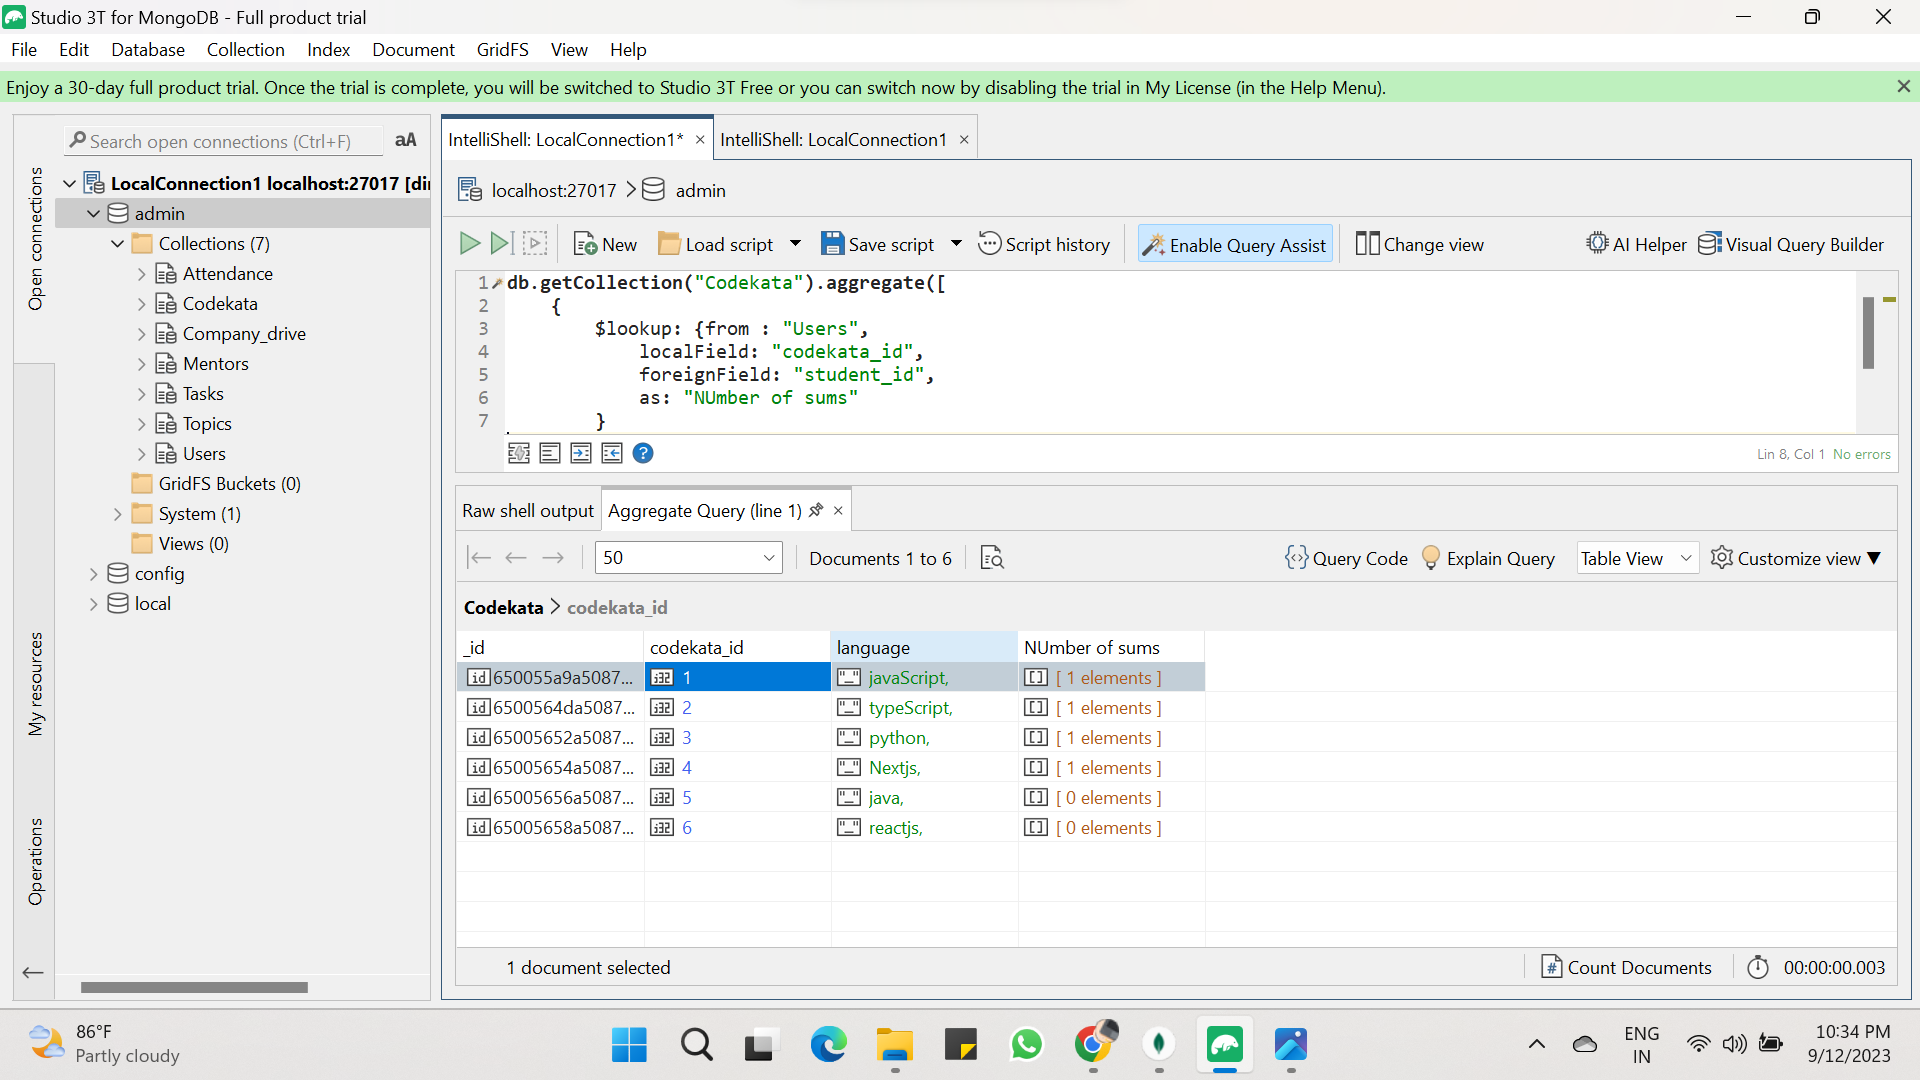 Studio 3T for MongoDB - Full product trial
File Edit Database Collection Index Document GridFS View Help
Enjoy a 30-day full product trial. Once the trial is complete, you will be switched to Studio 3T Free or you can switch now by disabling the trial in My License (in the Help Menu).
Open connections
My resources
Operations
Search open connections (Ctrl+F) aA
LocalConnection1 localhost:27017 [di
admin
Collections (7)
Attendance
Codekata
Company_drive
Mentors
Tasks
Topics
Users
GridFS Buckets (0)
System (1)
Views (0)
config
local
IntelliShell: LocalConnection1* IntelliShell: LocalConnection1
localhost:27017 admin
New Load script Save script Script history Enable Query Assist Change view AI Helper Visual Query Builder
1 db.getCollection("Codekata").aggregate([
2 {
3 $lookup: {from : "Users",
4 localField: "codekata_id",
5 foreignField: "student_id",
6 as: "NUmber of sums"
7 }
Lin 8, Col 1 No errors
Raw shell output Aggregate Query (line 1)
50 Documents 1 to 6 Query Code Explain Query Table View Customize view
Codekata codekata_id
_id codekata_id language NUmber of sums
650055a9a5087... 1 javaScript, [ 1 elements ]
6500564da5087... 2 typeScript, [ 1 elements ]
65005652a5087... 3 python, [ 1 elements ]
65005654a5087... 4 Nextjs, [ 1 elements ]
65005656a5087... 5 java, [ 0 elements ]
65005658a5087... 6 reactjs, [ 0 elements ]
1 document selected Count Documents 00:00:00.003
86°F
Partly cloudy
ENG
IN
10:34 PM
9/12/2023